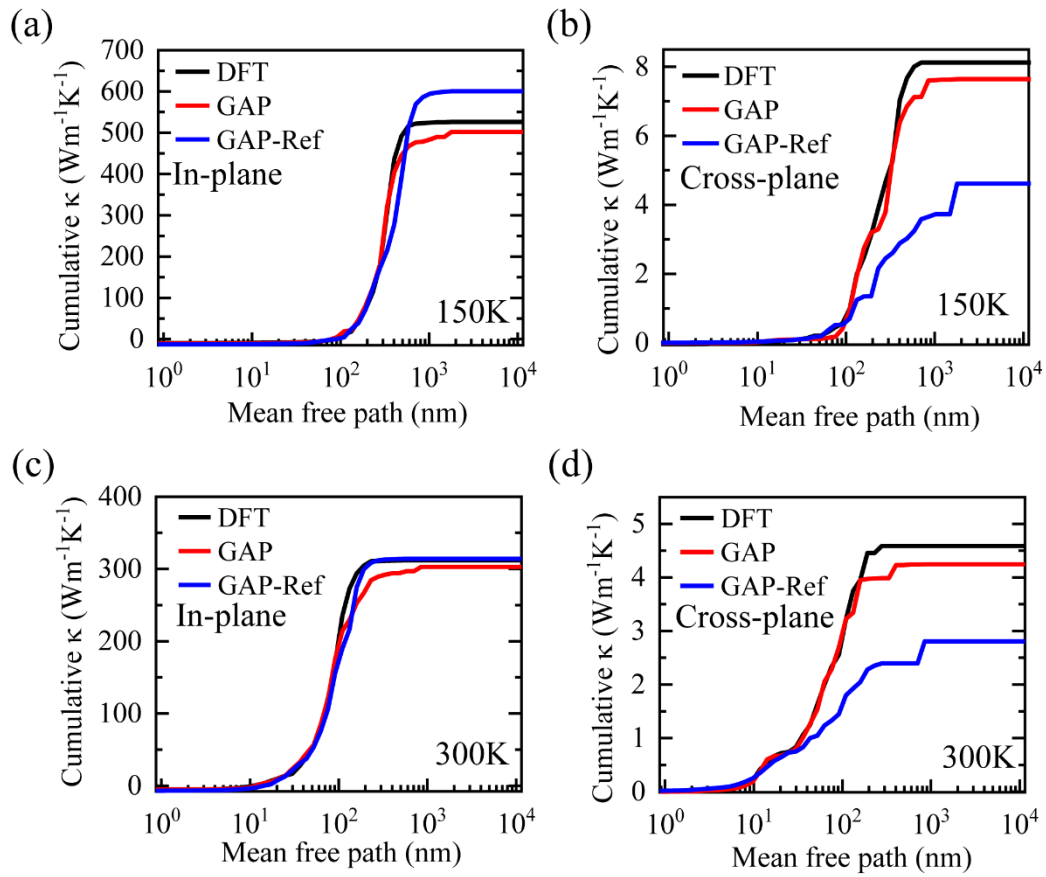 (a)
700
600
500
400
300
200
100
0
Cumulative κ (Wm⁻¹K⁻¹)
DFT
GAP
GAP-Ref
In-plane
150K
10⁰ 10¹ 10² 10³ 10⁴
Mean free path (nm)
(b)
8
6
4
2
0
Cumulative κ (Wm⁻¹K⁻¹)
DFT
GAP
GAP-Ref
Cross-plane
150K
10⁰ 10¹ 10² 10³ 10⁴
Mean free path (nm)
(c)
400
300
200
100
0
Cumulative κ (Wm⁻¹K⁻¹)
DFT
GAP
GAP-Ref
In-plane
300K
10⁰ 10¹ 10² 10³ 10⁴
Mean free path (nm)
(d)
5
4
3
2
1
0
Cumulative κ (Wm⁻¹K⁻¹)
DFT
GAP
GAP-Ref
Cross-plane
300K
10⁰ 10¹ 10² 10³ 10⁴
Mean free path (nm)